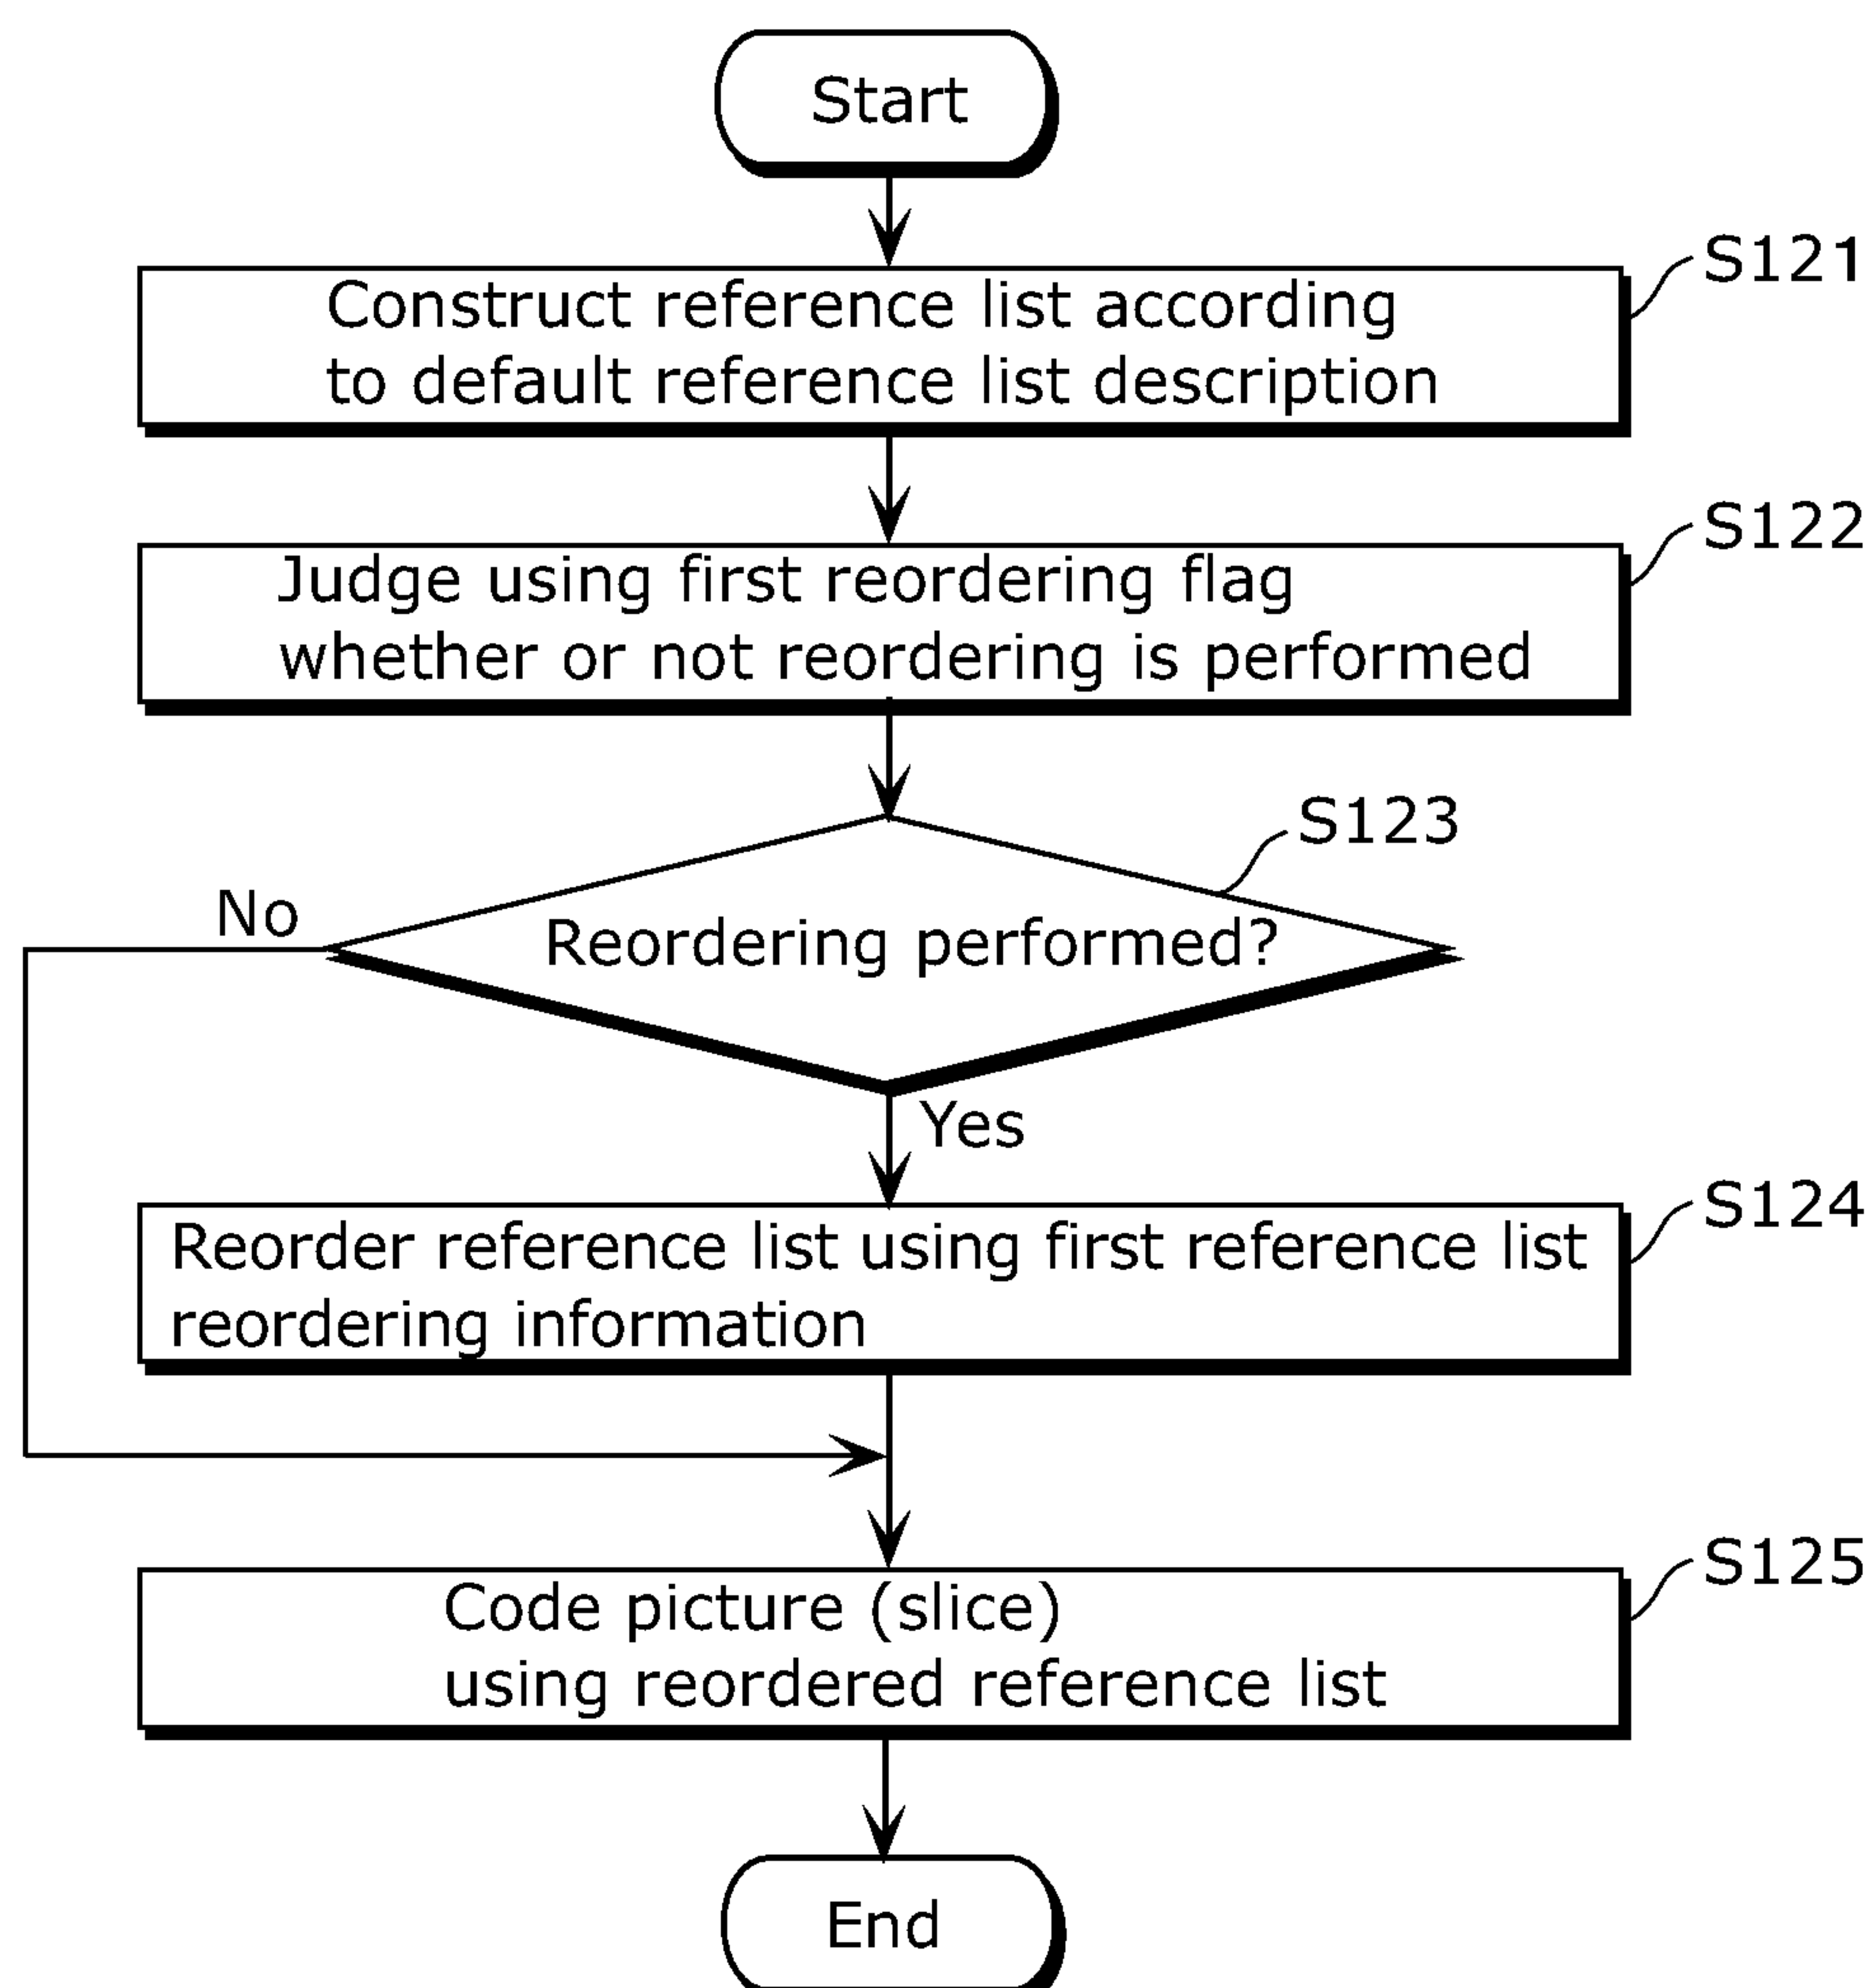 Start
S121
Construct reference list according
to default reference list description
S122
Judge using first reordering flag
whether or not reordering is performed
S123
No
Reordering performed?
Yes
S124
Reorder reference list using first reference list
reordering information
S125
Code picture (slice)
using reordered reference list
End